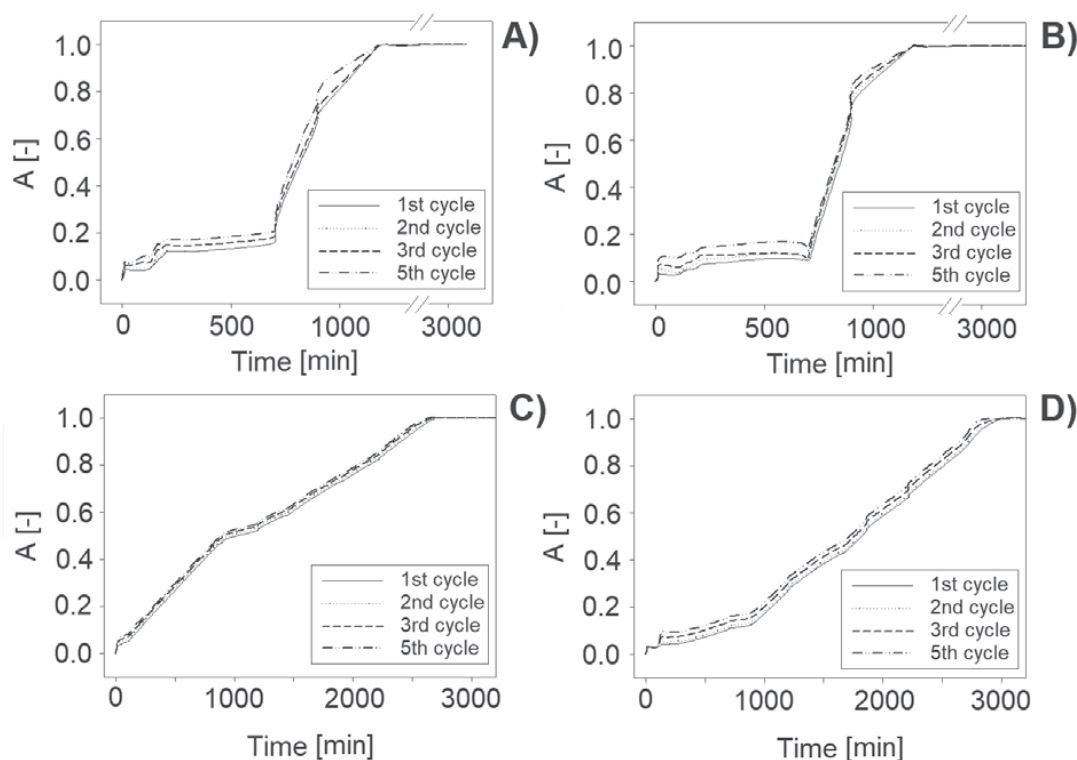 A)
A [-]
1.0
0.8
0.6
0.4
0.2
0.0
1st cycle
2nd cycle
3rd cycle
5th cycle
0 500 1000 3000
Time [min]
B)
A [-]
1.0
0.8
0.6
0.4
0.2
0.0
1st cycle
2nd cycle
3rd cycle
5th cycle
0 500 1000 3000
Time [min]
C)
A [-]
1.0
0.8
0.6
0.4
0.2
0.0
1st cycle
2nd cycle
3rd cycle
5th cycle
0 1000 2000 3000
Time [min]
D)
A [-]
1.0
0.8
0.6
0.4
0.2
0.0
1st cycle
2nd cycle
3rd cycle
5th cycle
0 1000 2000 3000
Time [min]